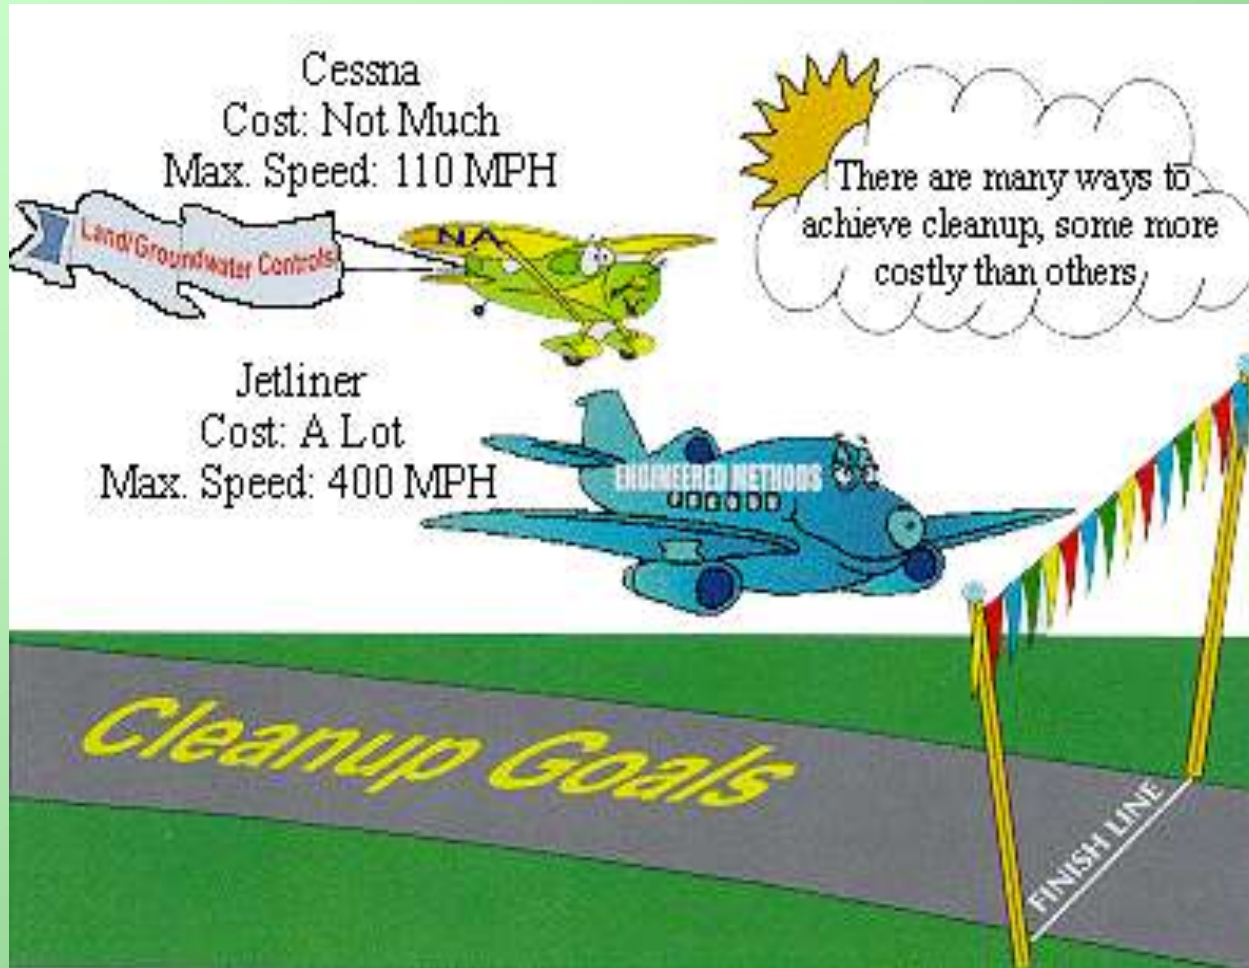 Cessna
Cost: Not Much
Max. Speed: 110 MPH
There are many ways to
achieve cleanup, some more
costly than others
Land/Groundwater Controls
NA
Jetliner
Cost: A Lot
Max. Speed: 400 MPH
ENGINEERED METHODS
Cleanup Goals
FINISH LINE